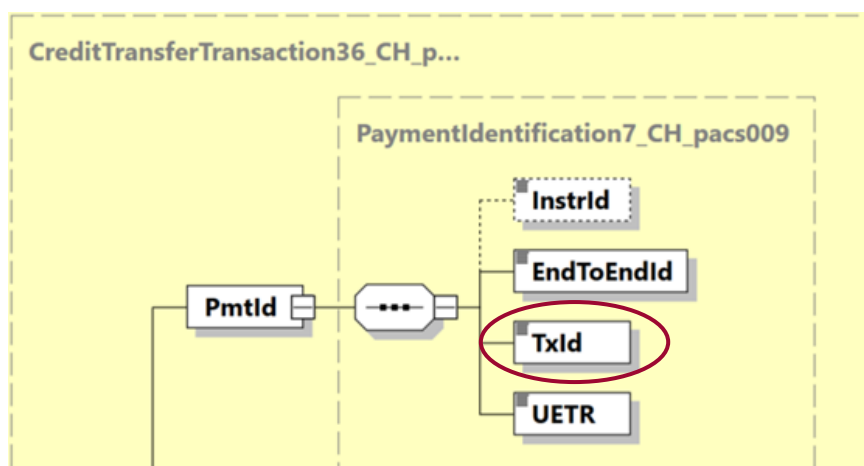 CreditTransferTransaction36_CH_p...
PaymentIdentification7_CH_pacs009
InstrId
EndToEndId
PmtId
TxId
UETR